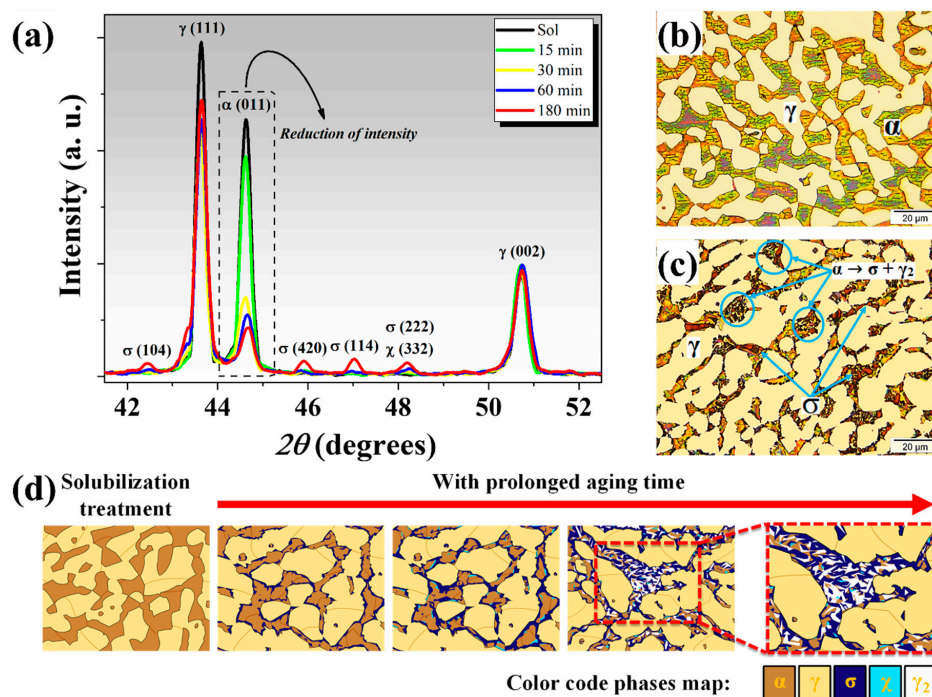 (a)
Intensity (a. u.)
γ (111)
α (011)
Reduction of intensity
Sol
15 min
30 min
60 min
180 min
γ (002)
σ (104)
σ (420)
σ (114)
σ (222)
χ (332)
42
44
46
48
50
52
2θ (degrees)
(b)
γ
α
20 µm
(c)
α → σ + γ₂
γ
σ
20 µm
(d)
Solubilization
treatment
With prolonged aging time
Color code phases map:
α
γ
σ
χ
γ₂